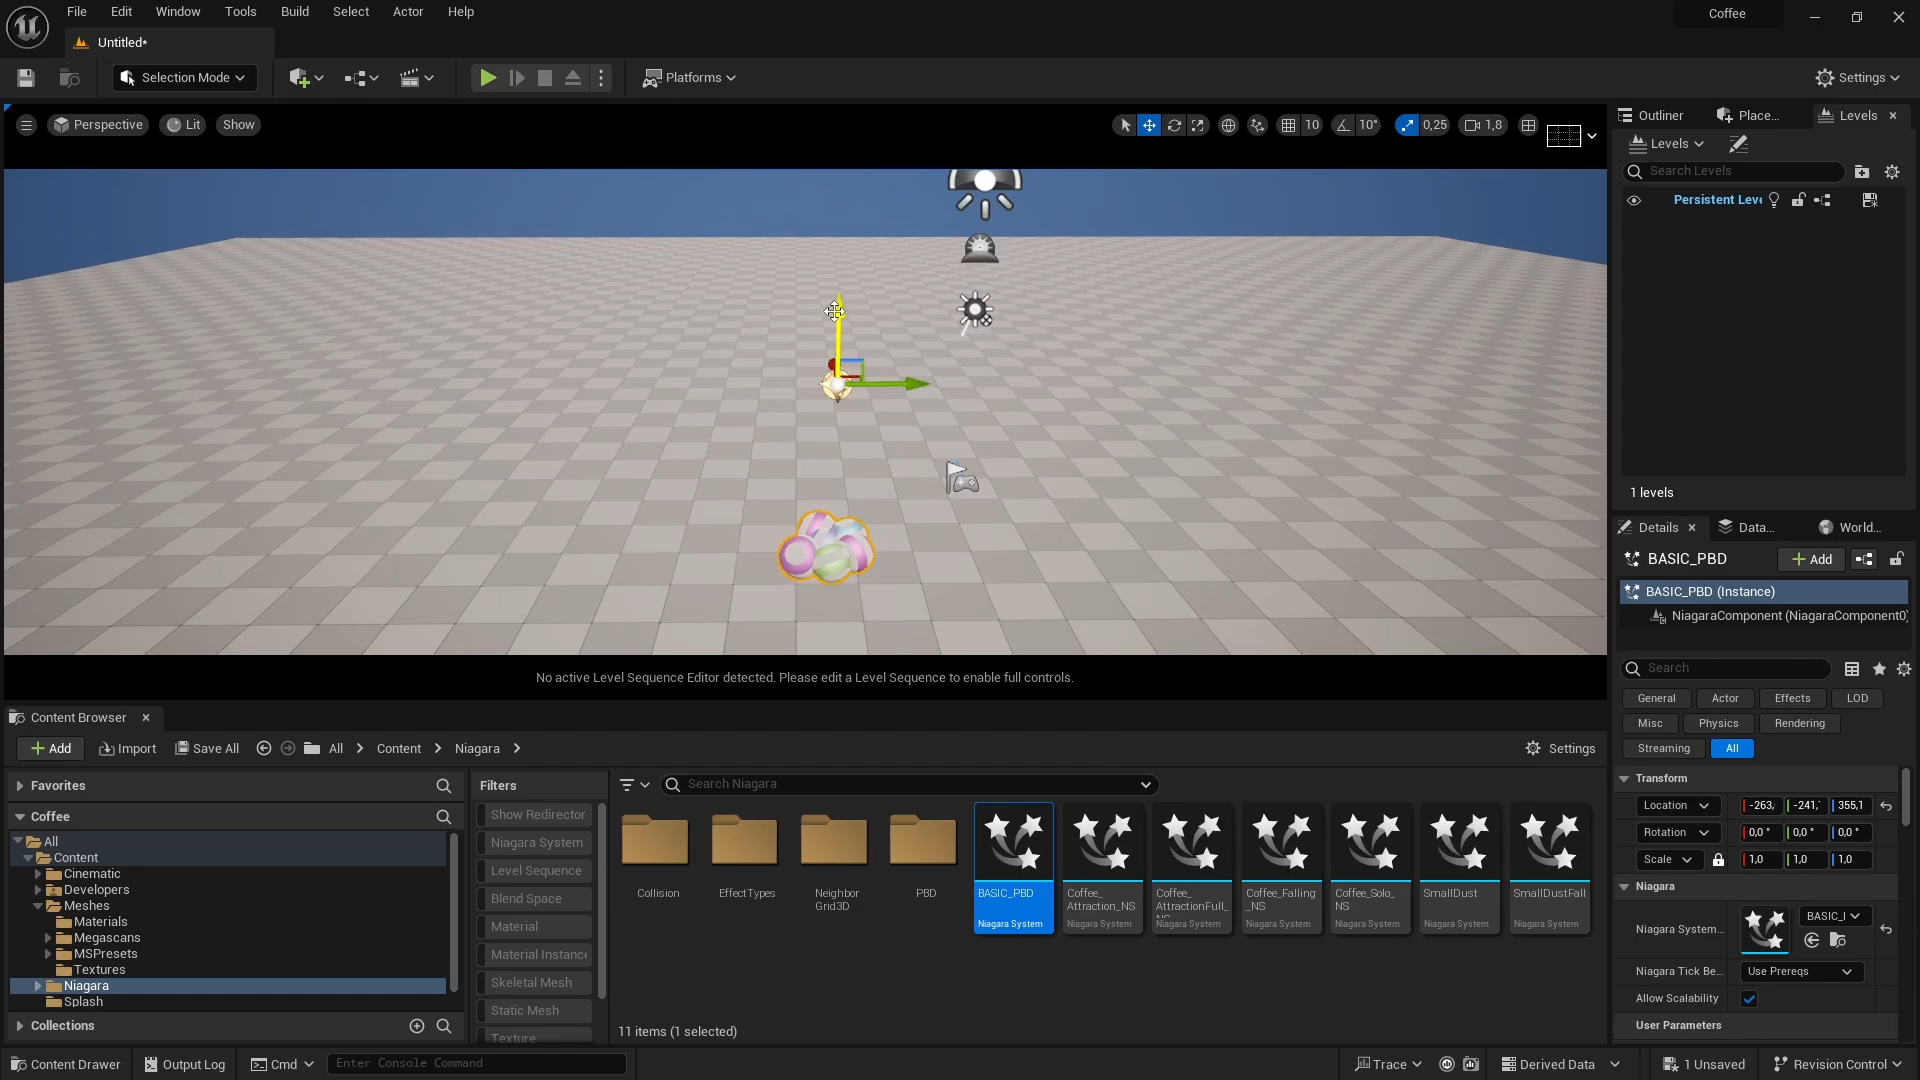 File Edit Window Tools Build Select Actor Help
Coffee
Untitled*
Selection Mode
Platforms
Settings
Perspective Lit Show
10 10° 0,25 1,8
Outliner Place... Levels
Levels
Search Levels
Persistent Leve
1 levels
No active Level Sequence Editor detected. Please edit a Level Sequence to enable full controls.
Details Data... World...
BASIC_PBD Add
BASIC_PBD (Instance)
NiagaraComponent (NiagaraComponent0)
Search
General Actor Effects LOD
Misc Physics Rendering
Streaming All
Transform
Location -263, -241, 355,1
Rotation 0,0 ° 0,0 ° 0,0 °
Scale 1,0 1,0 1,0
Niagara
Niagara System... BASIC_I
Niagara Tick Be... Use Prereqs
Allow Scalability
User Parameters
Content Browser
Add Import Save All All Content Niagara
Settings
Favorites
Coffee
All
Content
Cinematic
Developers
Meshes
Materials
Megascans
MSPresets
Textures
Niagara
Splash
Collections
Filters
Show Redirector
Niagara System
Level Sequence
Blend Space
Material
Material Instance
Skeletal Mesh
Static Mesh
Texture
Search Niagara
Collision
EffectTypes
Neighbor
Grid3D
PBD
BASIC_PBD
Niagara System
Coffee_
Attraction_NS
Niagara System
Coffee_
AttractionFull_
NS
Niagara System
Coffee_Falling
_NS
Niagara System
Coffee_Solo_
NS
Niagara System
SmallDust
Niagara System
SmallDustFall
Niagara System
11 items (1 selected)
Content Drawer Output Log Cmd Enter Console Command
Trace Derived Data 1 Unsaved Revision Control